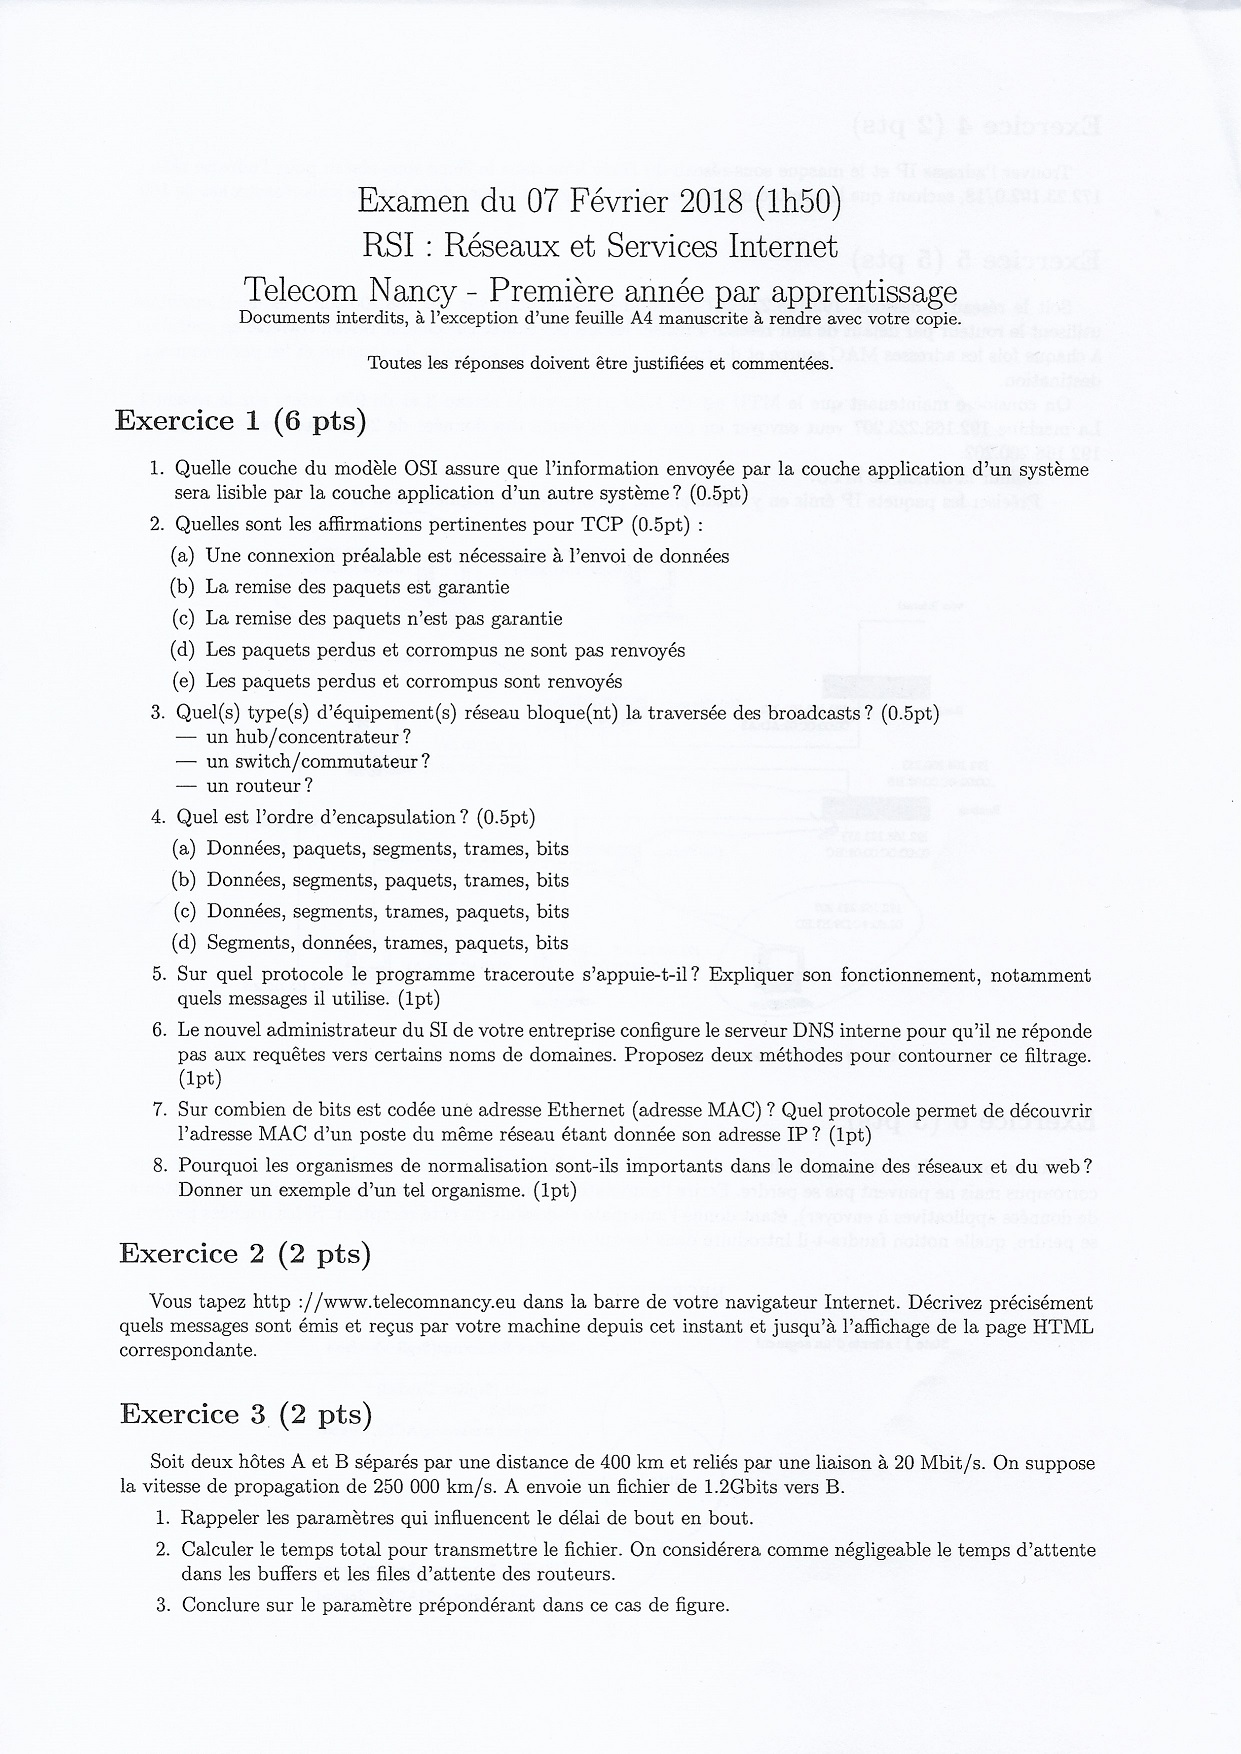 Examen du 07 Février 2018 (1h50)
RSI : Réseaux et Services Internet
Telecom Nancy - Première année par apprentissage
Documents interdits, à l'exception d'une feuille A4 manuscrite à rendre avec votre copie.
Toutes les réponses doivent être justifiées et commentées.
Exercice 1 (6 pts)
1. Quelle couche du modèle OSI assure que l'information envoyée par la couche application d'un système
sera lisible par la couche application d'un autre système ? (0.5pt)
2. Quelles sont les affirmations pertinentes pour TCP (0.5pt) :
(a) Une connexion préalable est nécessaire à l'envoi de données
(b) La remise des paquets est garantie
(c) La remise des paquets n'est pas garantie
(d) Les paquets perdus et corrompus ne sont pas renvoyés
(e) Les paquets perdus et corrompus sont renvoyés
3. Quel(s) type(s) d'équipement(s) réseau bloque(nt) la traversée des broadcasts ? (0.5pt)
— un hub/concentrateur ?
— un switch/commutateur ?
— un routeur ?
4. Quel est l'ordre d'encapsulation ? (0.5pt)
(a) Données, paquets, segments, trames, bits
(b) Données, segments, paquets, trames, bits
(c) Données, segments, trames, paquets, bits
(d) Segments, données, trames, paquets, bits
5. Sur quel protocole le programme traceroute s'appuie-t-il ? Expliquer son fonctionnement, notamment
quels messages il utilise. (1pt)
6. Le nouvel administrateur du SI de votre entreprise configure le serveur DNS interne pour qu'il ne réponde
pas aux requêtes vers certains noms de domaines. Proposez deux méthodes pour contourner ce filtrage.
(1pt)
7. Sur combien de bits est codée une adresse Ethernet (adresse MAC) ? Quel protocole permet de découvrir
l'adresse MAC d'un poste du même réseau étant donnée son adresse IP ? (1pt)
8. Pourquoi les organismes de normalisation sont-ils importants dans le domaine des réseaux et du web ?
Donner un exemple d'un tel organisme. (1pt)
Exercice 2 (2 pts)
Vous tapez http ://www.telecomnancy.eu dans la barre de votre navigateur Internet. Décrivez précisément
quels messages sont émis et reçus par votre machine depuis cet instant et jusqu'à l'affichage de la page HTML
correspondante.
Exercice 3 (2 pts)
Soit deux hôtes A et B séparés par une distance de 400 km et reliés par une liaison à 20 Mbit/s. On suppose
la vitesse de propagation de 250 000 km/s. A envoie un fichier de 1.2Gbits vers B.
1. Rappeler les paramètres qui influencent le délai de bout en bout.
2. Calculer le temps total pour transmettre le fichier. On considérera comme négligeable le temps d'attente
dans les buffers et les files d'attente des routeurs.
3. Conclure sur le paramètre prépondérant dans ce cas de figure.